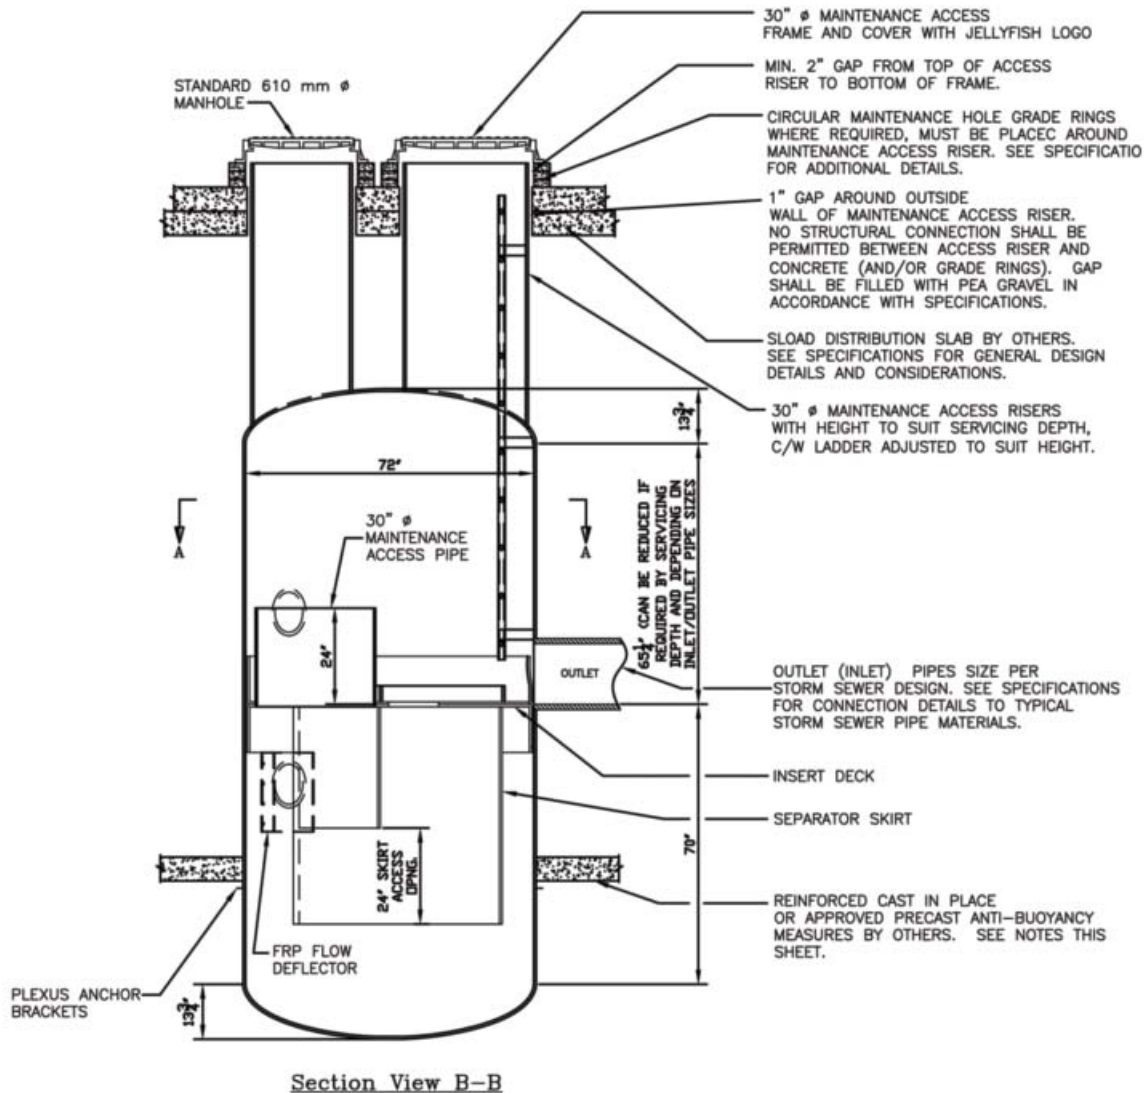 30" ø MAINTENANCE ACCESS
FRAME AND COVER WITH JELLYFISH LOGO
MIN. 2" GAP FROM TOP OF ACCESS
RISER TO BOTTOM OF FRAME.
STANDARD 610 mm ø
MANHOLE
CIRCULAR MAINTENANCE HOLE GRADE RINGS
WHERE REQUIRED, MUST BE PLACEC AROUND
MAINTENANCE ACCESS RISER. SEE SPECIFICATIO
FOR ADDITIONAL DETAILS.
1" GAP AROUND OUTSIDE
WALL OF MAINTENANCE ACCESS RISER.
NO STRUCTURAL CONNECTION SHALL BE
PERMITTED BETWEEN ACCESS RISER AND
CONCRETE (AND/OR GRADE RINGS). GAP
SHALL BE FILLED WITH PEA GRAVEL IN
ACCORDANCE WITH SPECIFICATIONS.
SLOAD DISTRIBUTION SLAB BY OTHERS.
SEE SPECIFICATIONS FOR GENERAL DESIGN
DETAILS AND CONSIDERATIONS.
30" ø MAINTENANCE ACCESS RISERS
WITH HEIGHT TO SUIT SERVICING DEPTH,
C/W LADDER ADJUSTED TO SUIT HEIGHT.
13 3/4"
72"
65 1/2" (CAN BE REDUCED IF
REQUIRED BY SERVICING
DEPTH AND DEPENDING ON
INLET/OUTLET PIPE SIZES
A
A
30" ø
MAINTENANCE
ACCESS PIPE
24"
OUTLET
OUTLET (INLET) PIPES SIZE PER
STORM SEWER DESIGN. SEE SPECIFICATIONS
FOR CONNECTION DETAILS TO TYPICAL
STORM SEWER PIPE MATERIALS.
INSERT DECK
SEPARATOR SKIRT
70"
24" SKIRT
ACCESS
OPNG.
REINFORCED CAST IN PLACE
OR APPROVED PRECAST ANTI-BUOYANCY
MEASURES BY OTHERS. SEE NOTES THIS
SHEET.
FRP FLOW
DEFLECTOR
PLEXUS ANCHOR
BRACKETS
13 3/4"
Section View B-B